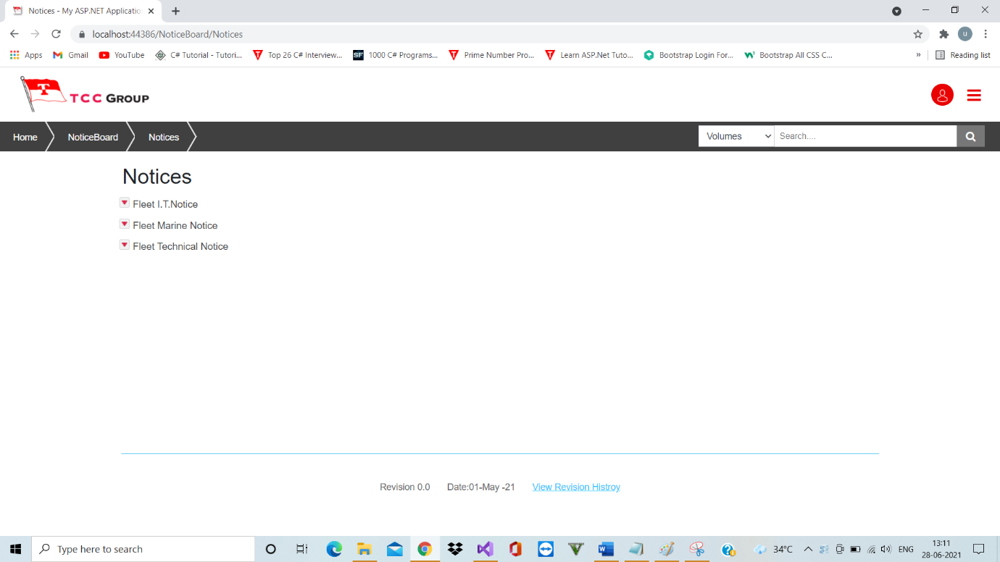 Notices - My ASP.NET Applicatio
localhost:44386/NoticeBoard/Notices
u
Apps Gmail YouTube C# Tutorial - Tutori... Top 26 C# Interview... SF 1000 C# Programs... Prime Number Pro... Learn ASP.Net Tuto... Bootstrap Login For... Bootstrap All CSS C... » Reading list
T TCC GROUP
Home NoticeBoard Notices Volumes Search....
Notices
Fleet I.T.Notice
Fleet Marine Notice
Fleet Technical Notice
Revision 0.0 Date:01-May -21 View Revision Histroy
Type here to search 34°C ENG 13:11
28-06-2021